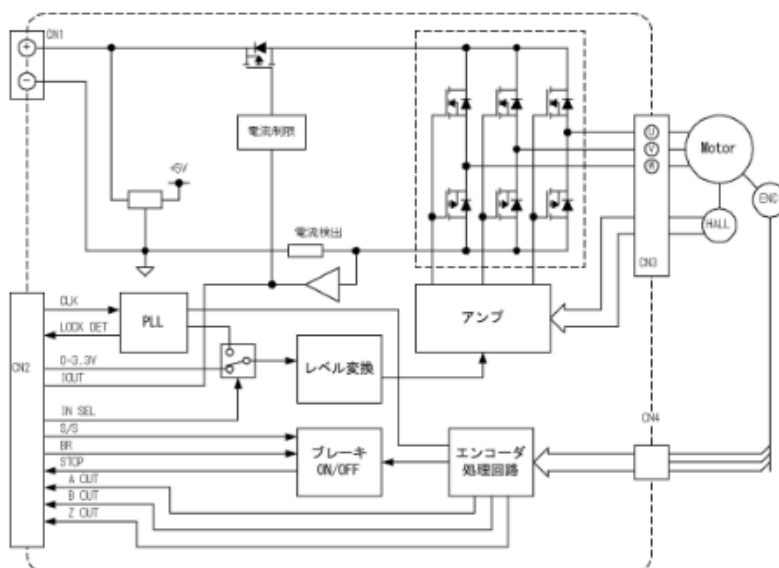 CN1
+
−
電流制限
+5V
電流検出
U
V
W
Motor
ENC
HALL
CN3
アンプ
CLK
PLL
LOCK DET
CN2
0-3.3V
IOUT
レベル変換
IN SEL
S/S
BR
STOP
A OUT
B OUT
Z OUT
ブレーキ
ON/OFF
エンコーダ
処理回路
CN4